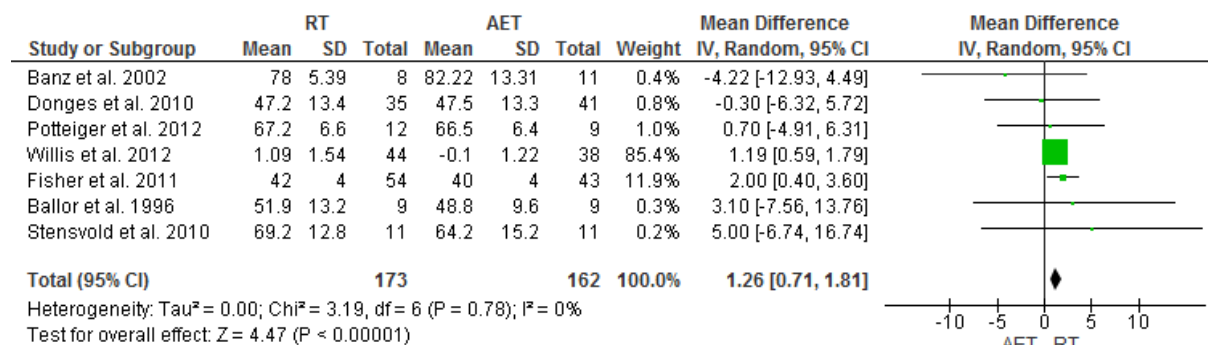 RT AET Mean Difference Mean Difference
Study or Subgroup Mean SD Total Mean SD Total Weight IV, Random, 95% CI IV, Random, 95% CI
Banz et al. 2002 78 5.39 8 82.22 13.31 11 0.4% -4.22 [-12.93, 4.49]
Donges et al. 2010 47.2 13.4 35 47.5 13.3 41 0.8% -0.30 [-6.32, 5.72]
Potteiger et al. 2012 67.2 6.6 12 66.5 6.4 9 1.0% 0.70 [-4.91, 6.31]
Willis et al. 2012 1.09 1.54 44 -0.1 1.22 38 85.4% 1.19 [0.59, 1.79]
Fisher et al. 2011 42 4 54 40 4 43 11.9% 2.00 [0.40, 3.60]
Ballor et al. 1996 51.9 13.2 9 48.8 9.6 9 0.3% 3.10 [-7.56, 13.76]
Stensvold et al. 2010 69.2 12.8 11 64.2 15.2 11 0.2% 5.00 [-6.74, 16.74]
Total (95% CI) 173 162 100.0% 1.26 [0.71, 1.81]
Heterogeneity: Tau² = 0.00; Chi² = 3.19, df = 6 (P = 0.78); I² = 0%
Test for overall effect: Z = 4.47 (P < 0.00001)
-10 -5 0 5 10
AET RT